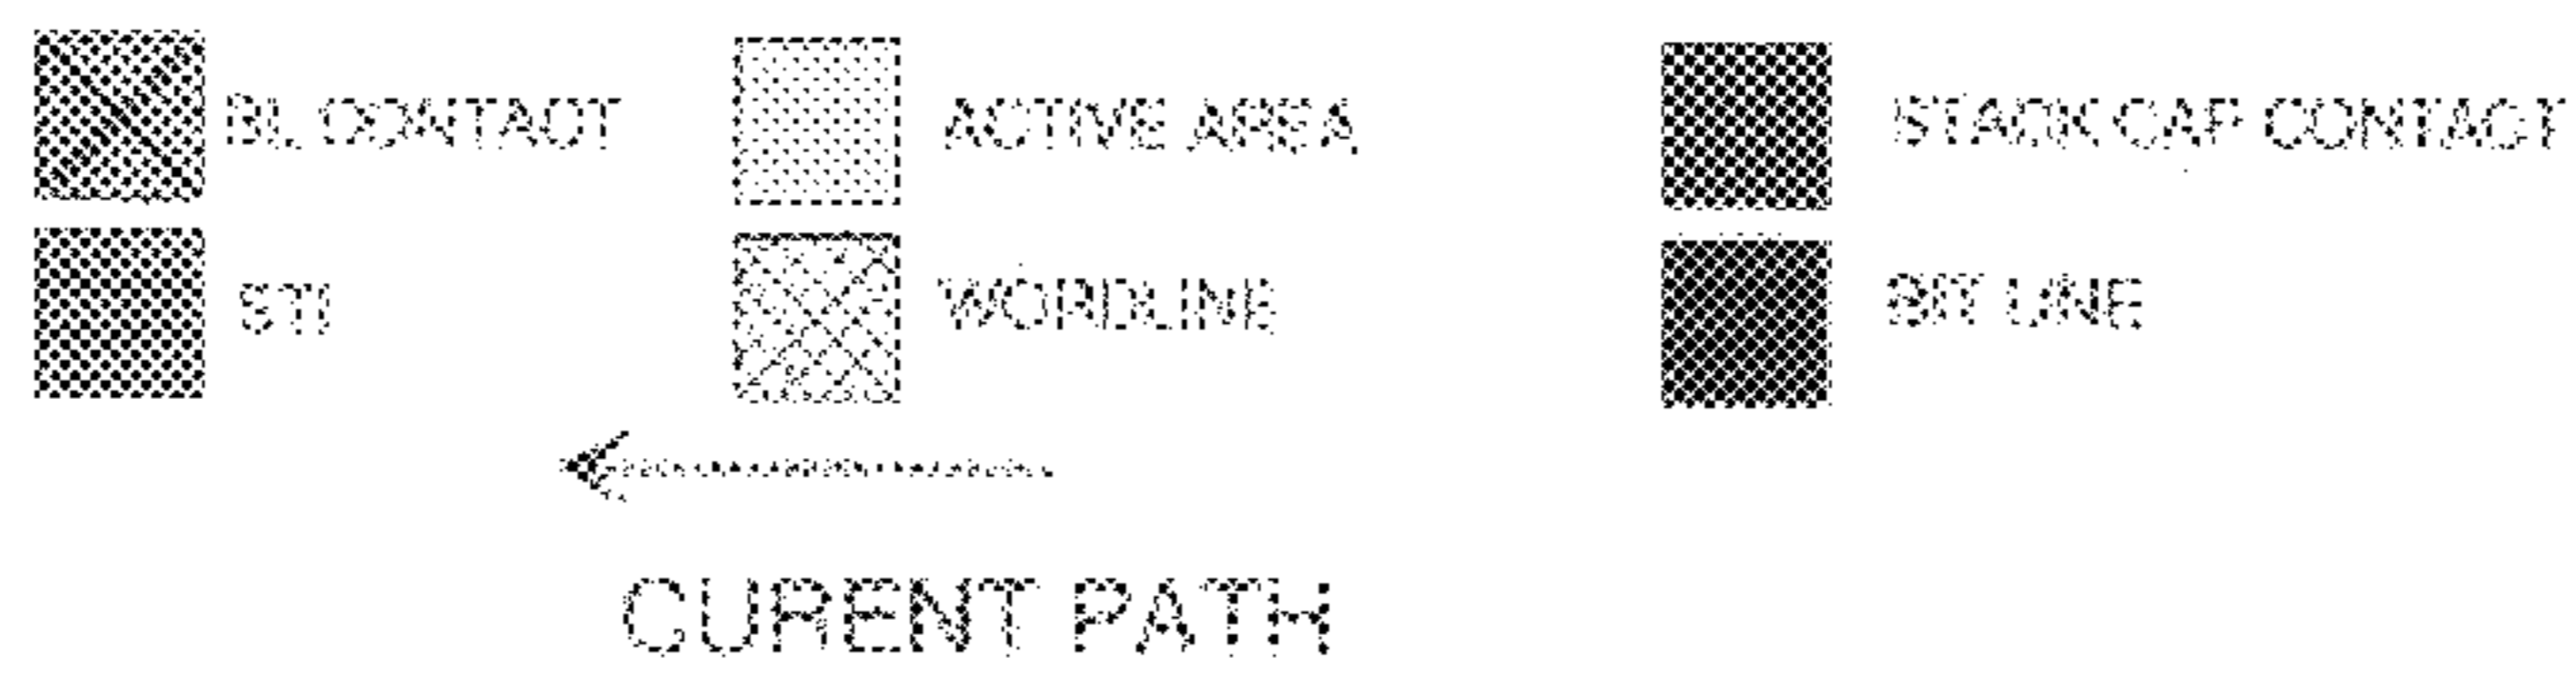 BL CONTACT ACTIVE AREA STACK CAP CONTACT
STI WORDLINE BIT LINE
CURENT PATH